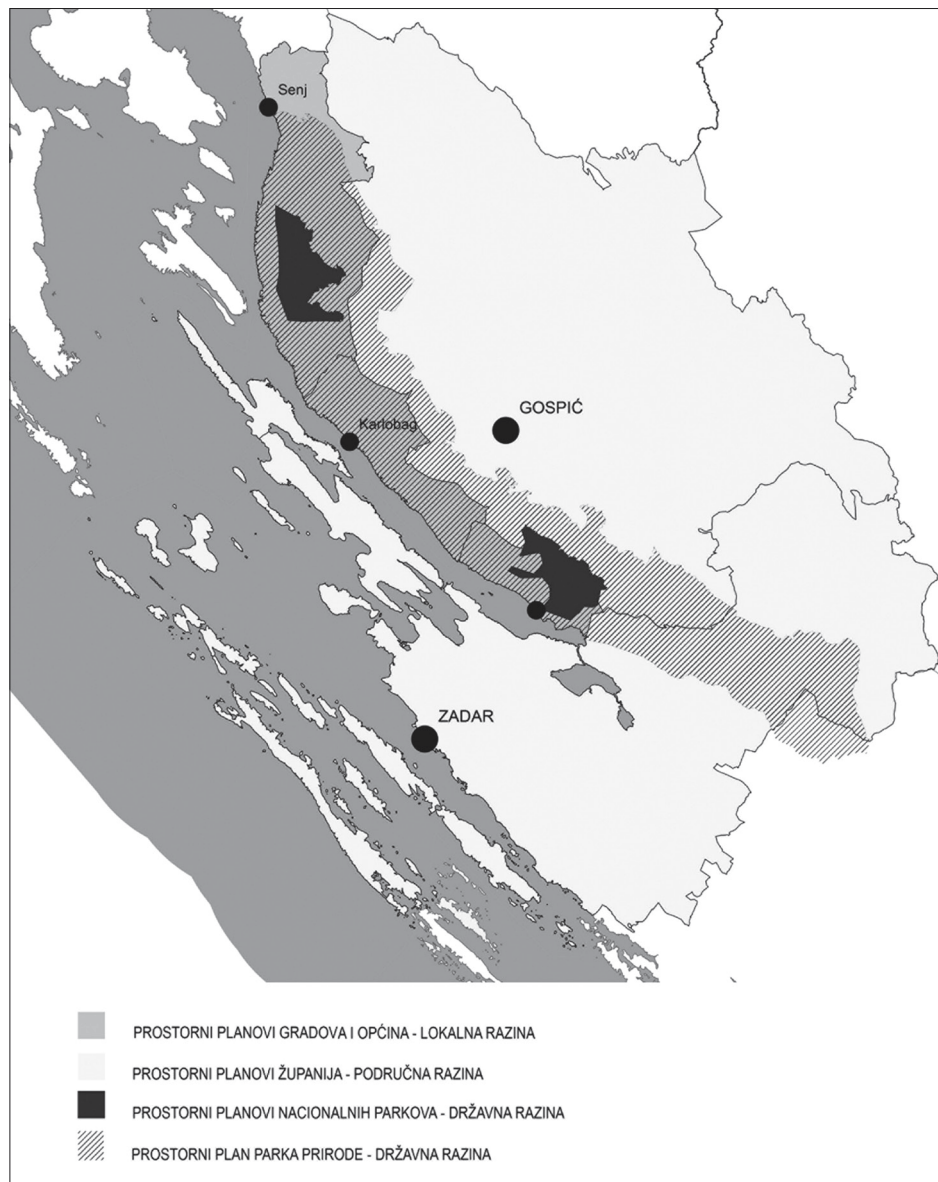 Senj
GOSPIĆ
Karlobag
ZADAR
PROSTORNI PLANOVI GRADOVA I OPĆINA - LOKALNA RAZINA
PROSTORNI PLANOVI ŽUPANIJA - PODRUČNA RAZINA
PROSTORNI PLANOVI NACIONALNIH PARKOVA - DRŽAVNA RAZINA
PROSTORNI PLAN PARKA PRIRODE - DRŽAVNA RAZINA